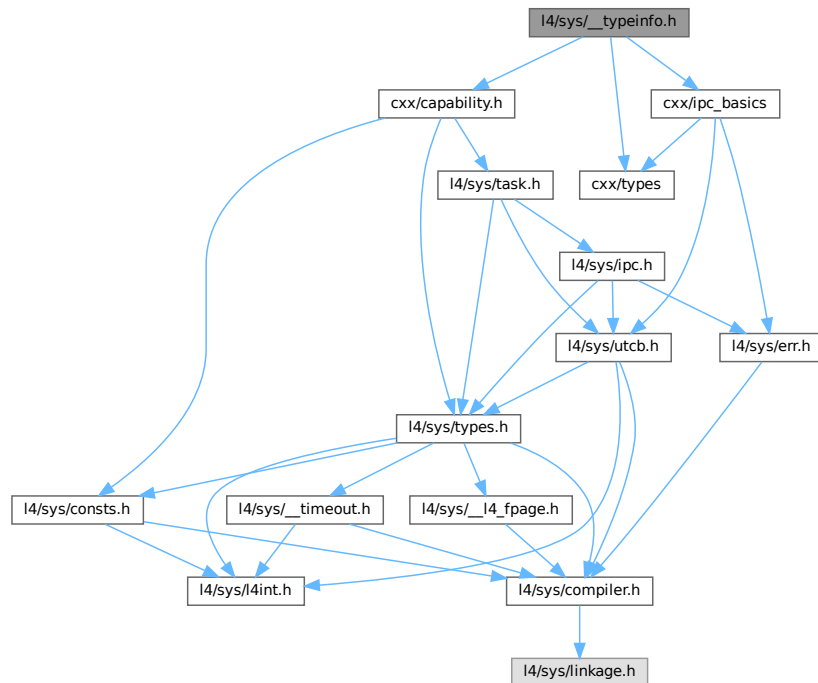 l4/sys/__typeinfo.h
cxx/capability.h
cxx/ipc_basics
l4/sys/task.h
cxx/types
l4/sys/ipc.h
l4/sys/utcb.h
l4/sys/err.h
l4/sys/types.h
l4/sys/consts.h
l4/sys/__timeout.h
l4/sys/__l4_fpage.h
l4/sys/l4int.h
l4/sys/compiler.h
l4/sys/linkage.h